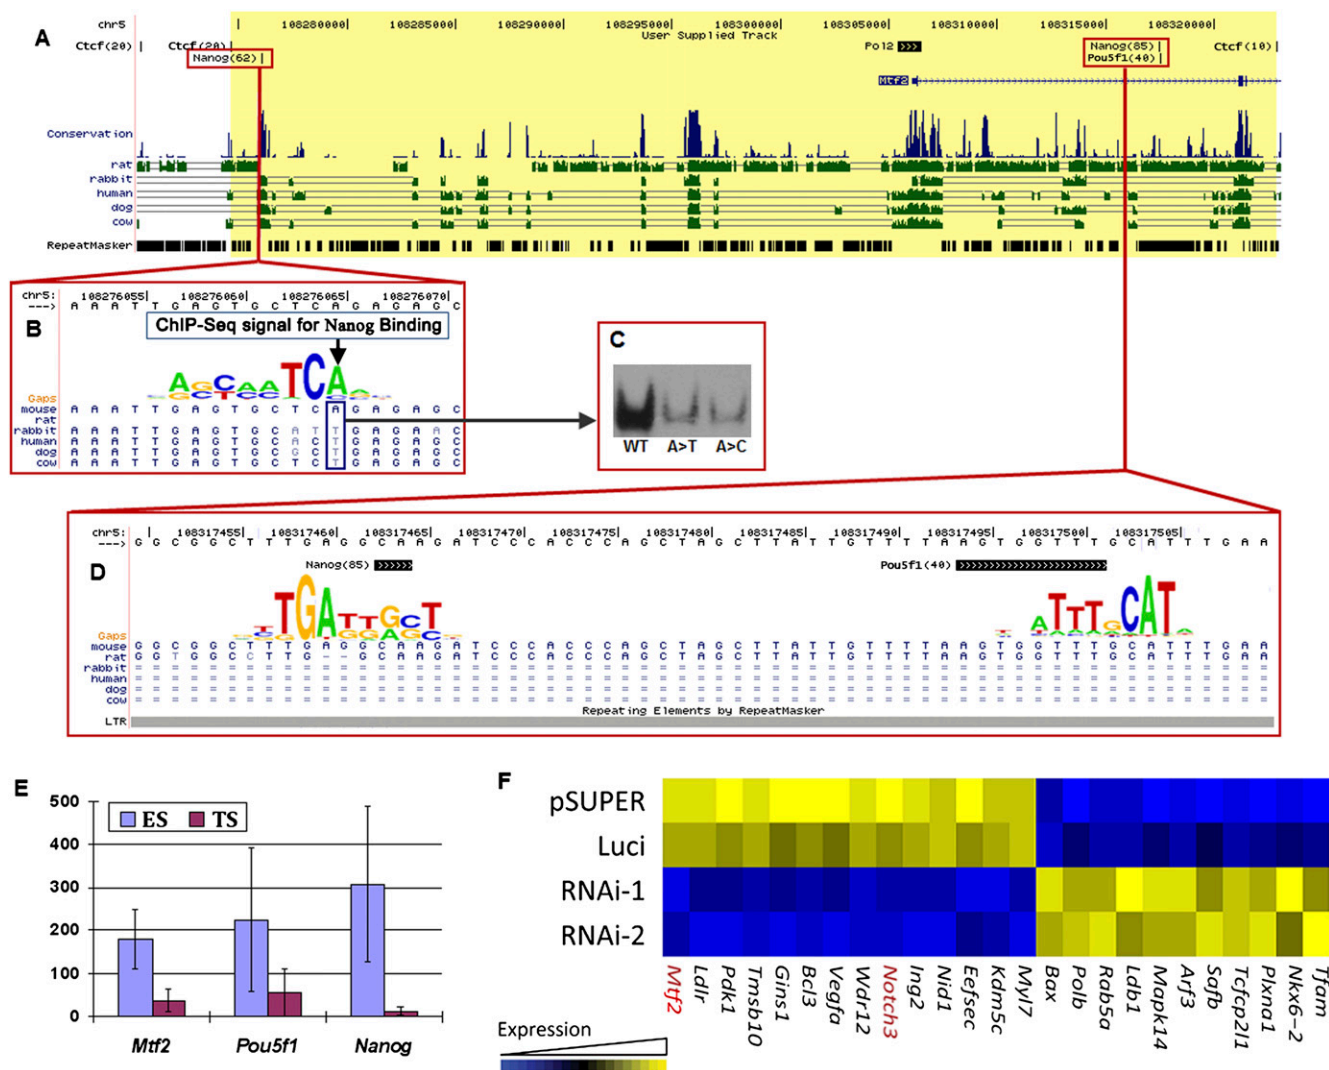 A
chr5
108280000|
108285000|
108290000|
108295000|
108300000|
108305000|
108310000|
108315000|
108320000|
User Supplied Track
Ctcf(20)
Ctcf(20)
Nanog(62)
Pol2
Nanog(85)
Pou5f1(40)
Ctcf(10)
Mtf2
Conservation
rat
rabbit
human
dog
cow
RepeatMasker
B
chr5:
108276055|
108276060|
108276065|
108276070|
---> A A A T T G A G T G C T C A G A G A G C
ChIP-Seq signal for Nanog Binding
Gaps
mouse A A A T T G A G T G C T C A G A G A G C
rat
rabbit A A A T T G A G T G C A T T G A G A A C
human A A A T T G A G T G C A C T G A G A G C
dog A A A T T G A G T G C G C T G A G A G C
cow A A A T T G A G T G C T C T G A G A G C
C
WT A>T A>C
D
chr5:
108317455|
108317460|
108317465|
108317470|
108317475|
108317480|
108317485|
108317490|
108317495|
108317500|
108317505|
---> G G C G G C T T T G A G G C A A G A T C C C A C C C A G C T A G C T T A T T G T T T T A A G T G G T T T G C A T T T G A A
Nanog(85)
Pou5f1(40)
Gaps
mouse G G C G G C T T T G A G G C A A G A T C C C A C C C A G C T A G C T T A T T G T T T T A A G T G G T T T G C A T T T G A A
rat G G T G G C C T T G - - G C A A G A T C C C A C C C A G C T A G C T T A T T G T T T T A A G T G G T T T G C A T T T G A A
rabbit
human
dog
cow
Repeating Elements by RepeatMasker
LTR
E
500
400
300
200
100
0
ES TS
Mtf2 Pou5f1 Nanog
F
pSUPER
Luci
RNAi-1
RNAi-2
Mtf2 Ldlr Pdk1 Tmsb10 Gins1 Bcl3 Vegfa Wdr12 Notch3 Ing2 Nid1 Eefsec Kdm5c Myl7 Bax Polb Rab5a Ldb1 Mapk14 Arf3 Safb Tcfcp2l1 Plxna1 Nkx6-2 Tfam
Expression